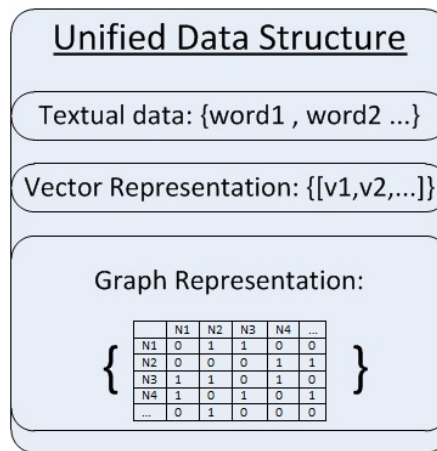 Unified Data Structure
Textual data: {word1 , word2 ...}
Vector Representation: {[v1,v2,...]}
Graph Representation:
{ }
N1 N2 N3 N4 ...
N1 0 1 1 0 0
N2 0 0 0 1 1
N3 1 1 0 1 0
N4 1 0 1 0 1
... 0 1 0 0 0